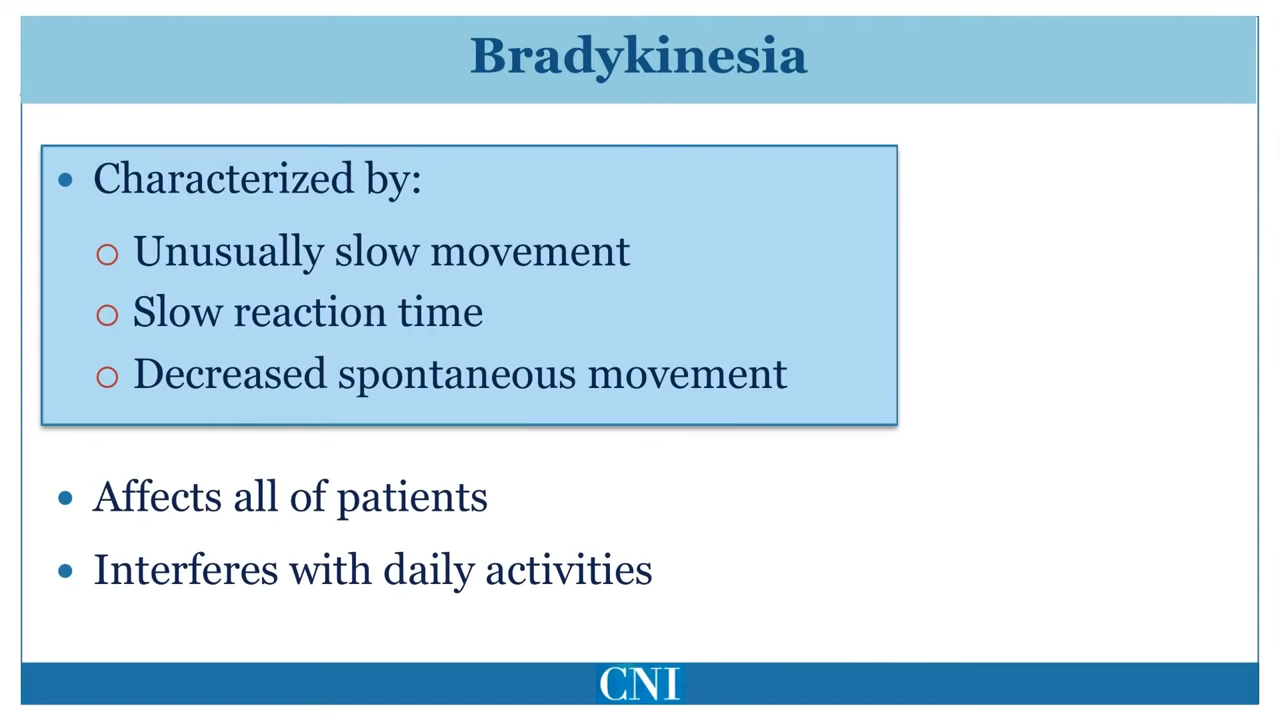 Bradykinesia
• Characterized by:
○ Unusually slow movement
○ Slow reaction time
○ Decreased spontaneous movement
• Affects all of patients
• Interferes with daily activities
CNI